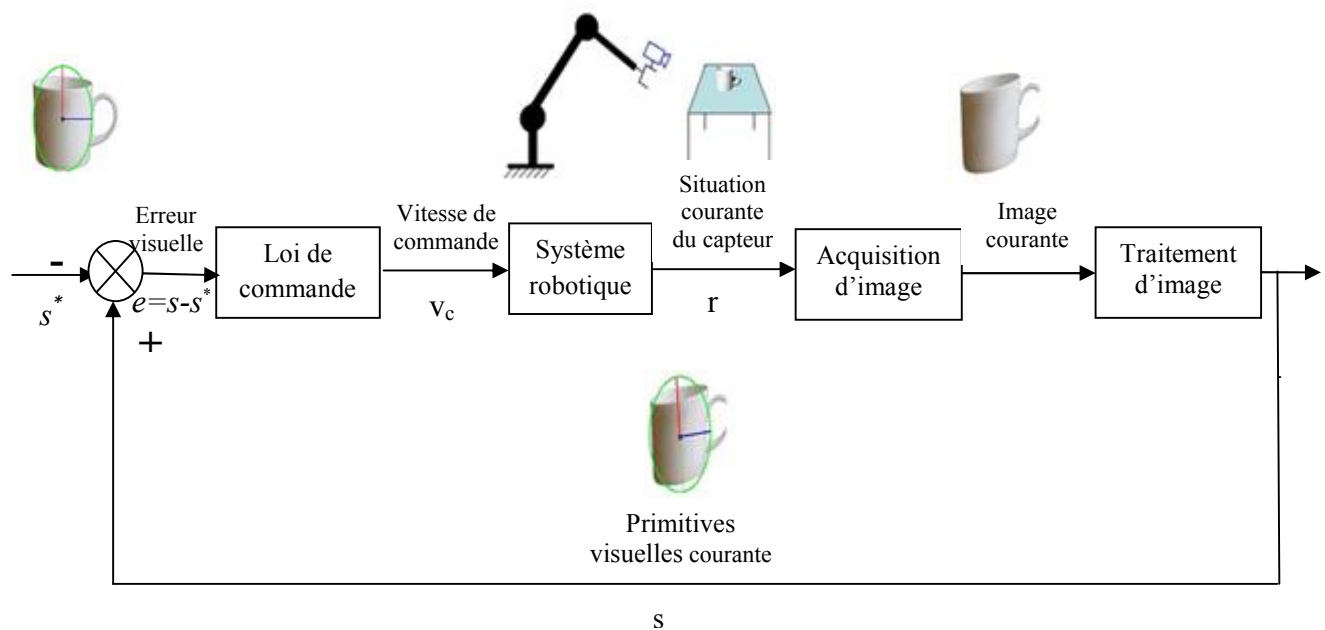 Erreur
visuelle
Loi de
commande
Vitesse de
commande
Système
robotique
Situation
courante
du capteur
Acquisition
d'image
Image
courante
Traitement
d'image
-
s*
e=s-s*
+
vc
r
Primitives
visuelles courante
s